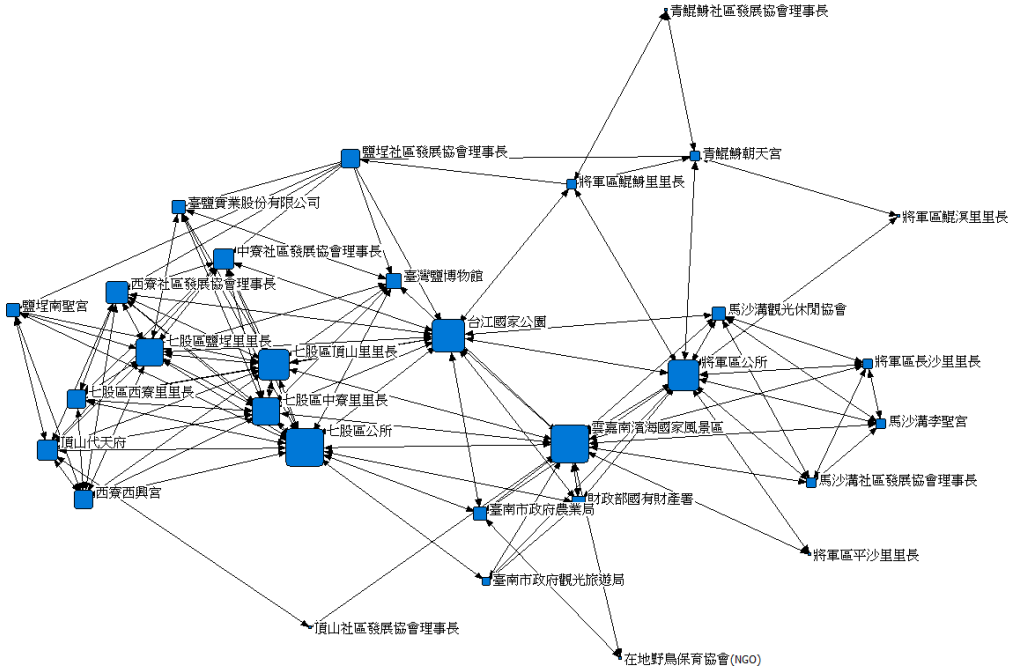 青鯤鯓社區發展協會理事長
鹽埕社區發展協會理事長
青鯤鯓朝天宮
將軍區鯤鯓里里長
臺鹽實業股份有限公司
將軍區鯤溟里里長
中寮社區發展協會理事長
臺灣鹽博物館
西寮社區發展協會理事長
鹽埕南聖宮
馬沙溝觀光休閒協會
台江國家公園
七股區鹽埕里里長
七股區頂山里里長
將軍區公所
將軍區長沙里里長
七股區西寮里里長
七股區中寮里里長
馬沙溝李聖宮
七股區公所
雲嘉南濱海國家風景區
頂山代天府
馬沙溝社區發展協會理事長
西寮西興宮
財政部國有財產署
臺南市政府農業局
將軍區平沙里里長
臺南市政府觀光旅遊局
頂山社區發展協會理事長
在地野鳥保育協會(NGO)